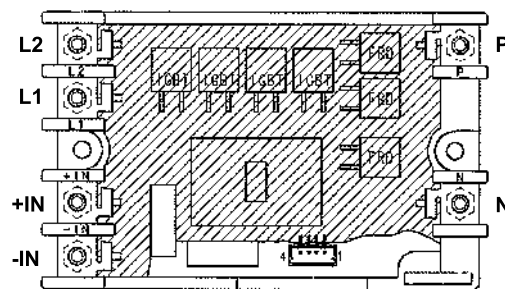 L2
L2
L1
L1
+IN
+IN
-IN
-IN
IGBT IGBT IGBT IGBT
FRD
FRD
FRD
4 1
P
P
N
N